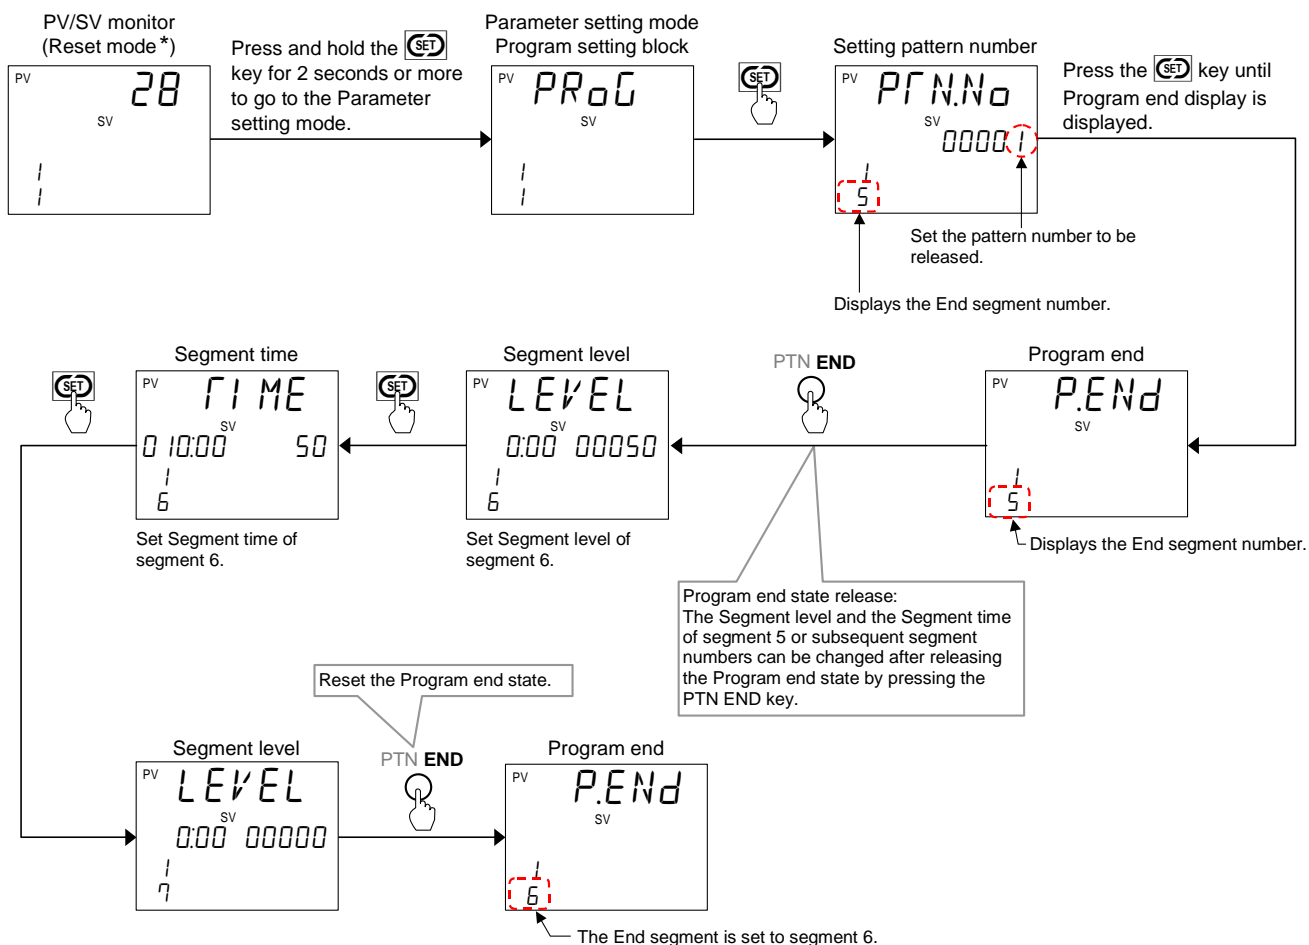 PV/SV monitor
(Reset mode*)
PV
28
SV
1
1
Press and hold the SET
key for 2 seconds or more
to go to the Parameter
setting mode.
Parameter setting mode
Program setting block
PV
PRoG
SV
1
1
SET
Setting pattern number
PV
PTN.No
SV
00001
1
5
Set the pattern number to be
released.
Displays the End segment number.
Press the SET key until
Program end display is
displayed.
SET
Segment time
PV
TIME
SV
010:00 50
1
6
Set Segment time of
segment 6.
SET
Segment level
PV
LEVEL
SV
0:00 00050
1
6
Set Segment level of
segment 6.
PTN END
Program end
PV
P.ENd
SV
1
5
Displays the End segment number.
Program end state release:
The Segment level and the Segment time
of segment 5 or subsequent segment
numbers can be changed after releasing
the Program end state by pressing the
PTN END key.
Reset the Program end state.
Segment level
PV
LEVEL
SV
0:00 00000
1
7
PTN END
Program end
PV
P.ENd
SV
1
6
The End segment is set to segment 6.